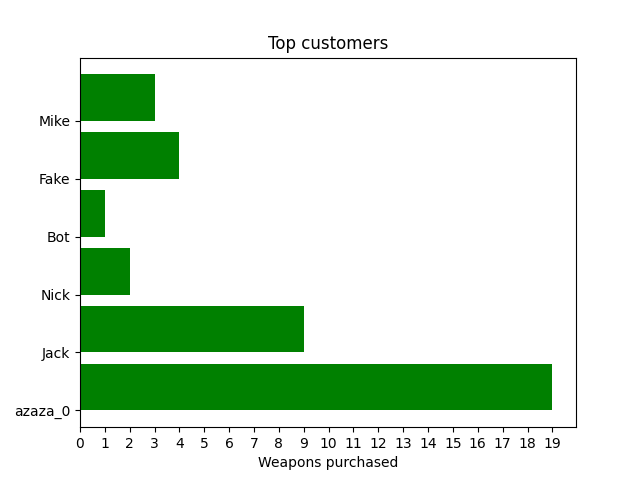 Top customers
Mike
Fake
Bot
Nick
Jack
azaza_0
0 1 2 3 4 5 6 7 8 9 10 11 12 13 14 15 16 17 18 19
Weapons purchased